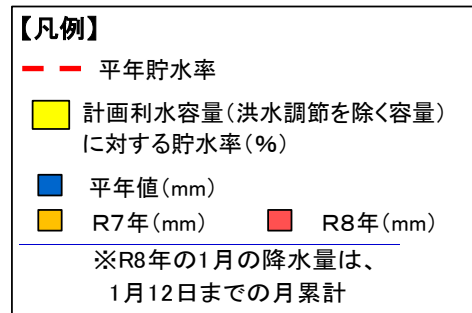 【凡例】
平年貯水率
計画利水容量(洪水調節を除く容量)
に対する貯水率(%)
平年値(mm)
R7年(mm) R8年(mm)
※R8年の1月の降水量は、
1月12日までの月累計